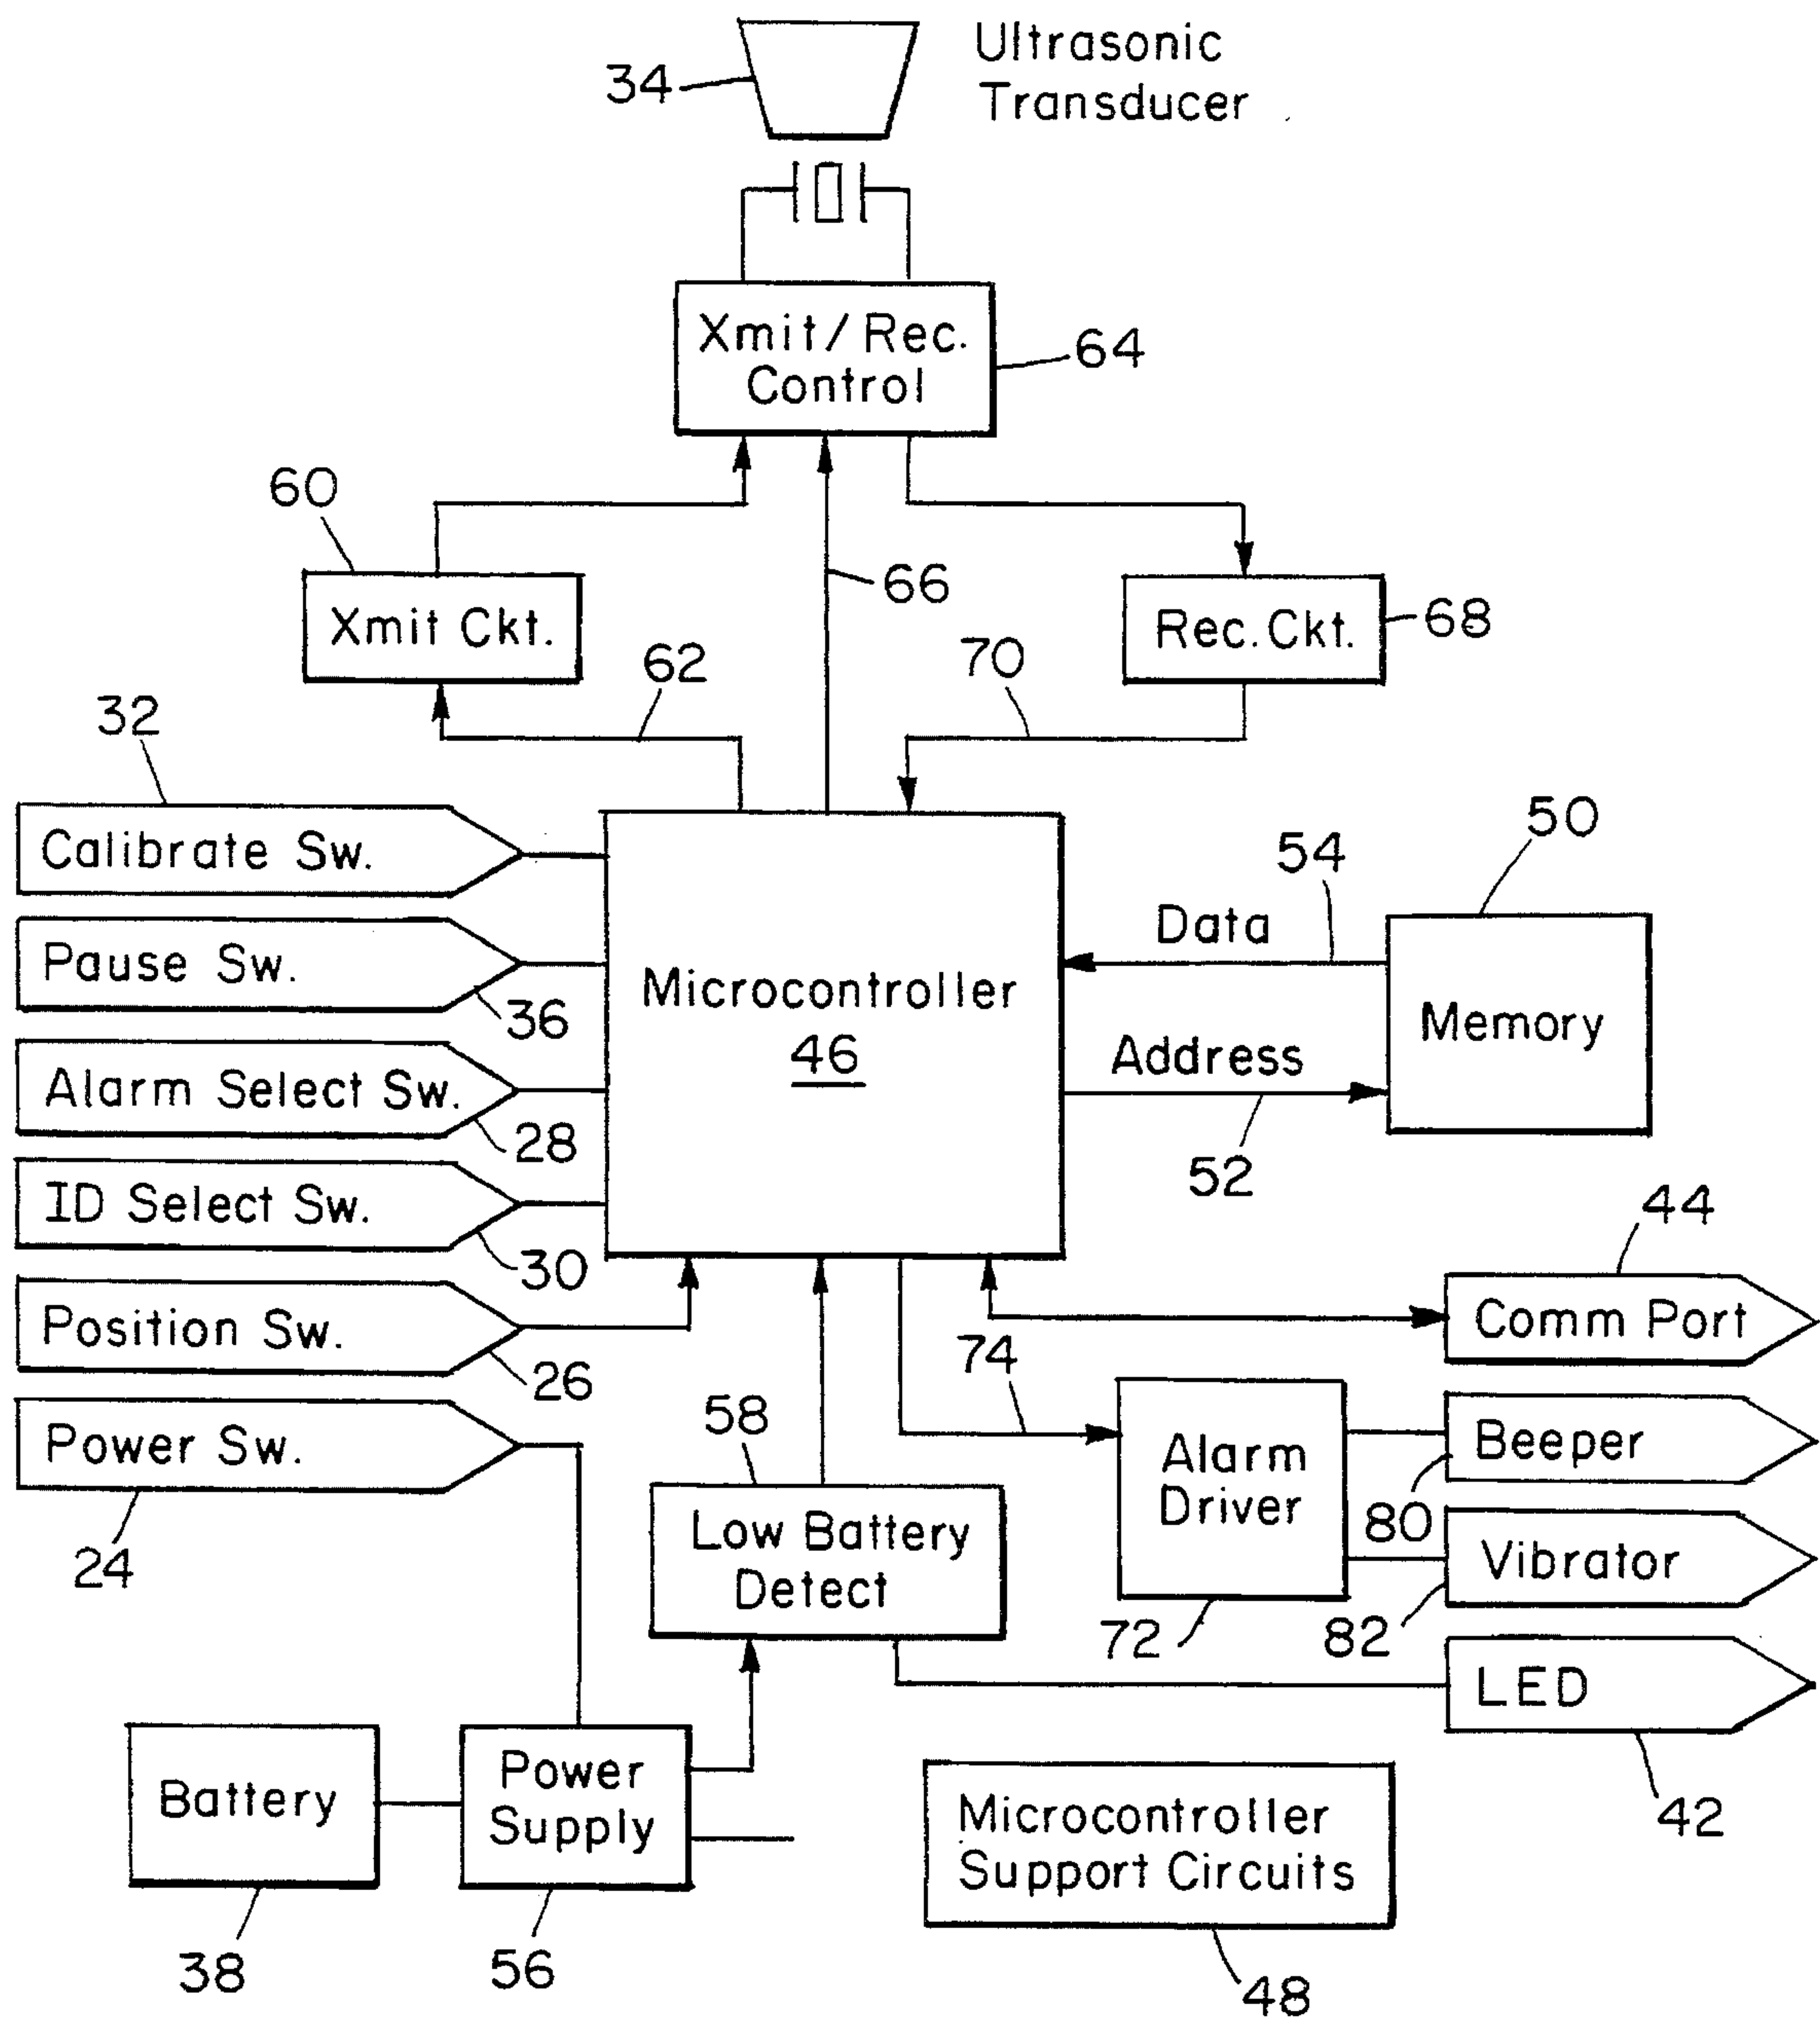 Ultrasonic
Transducer
34
Xmit/Rec.
Control
64
60
66
Xmit Ckt.
Rec. Ckt.
68
62
70
32
Calibrate Sw.
50
54
Data
Pause Sw.
36
Microcontroller
46
Memory
Address
Alarm Select Sw.
28
52
ID Select Sw.
30
44
Position Sw.
26
Comm Port
74
58
Power Sw.
24
Alarm
Driver
72
Beeper
80
Low Battery
Detect
Vibrator
82
LED
42
Battery
38
Power
Supply
56
Microcontroller
Support Circuits
48